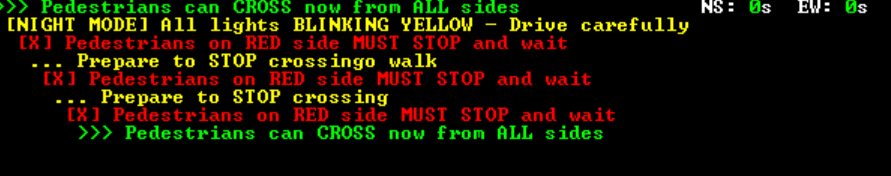 >>> Pedestrians can CROSS now from ALL sides NS: 0s EW: 0s
[NIGHT MODE] All lights BLINKING YELLOW - Drive carefully
[X] Pedestrians on RED side MUST STOP and wait
... Prepare to STOP crossingo walk
[X] Pedestrians on RED side MUST STOP and wait
... Prepare to STOP crossing
[X] Pedestrians on RED side MUST STOP and wait
>>> Pedestrians can CROSS now from ALL sides